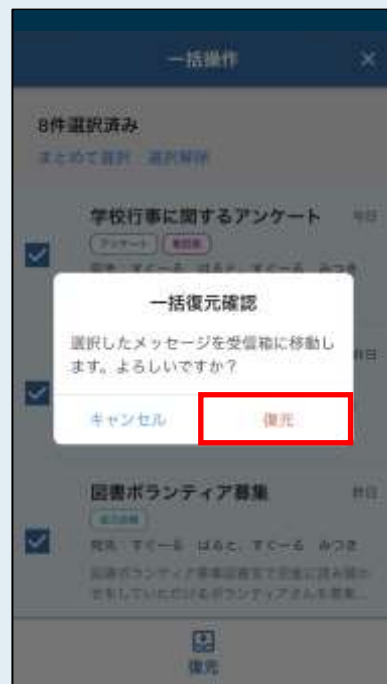 一括操作
8件選択済み
まとめて選択 選択解除
学校行事に関するアンケート 今日
アンケート
一括復元確認
選択したメッセージを受信箱に移動し
ます。よろしいですか？
キャンセル 復元
図書ボランティア募集 昨日
宛先：すぐーる はると、すぐーる みつき
復元